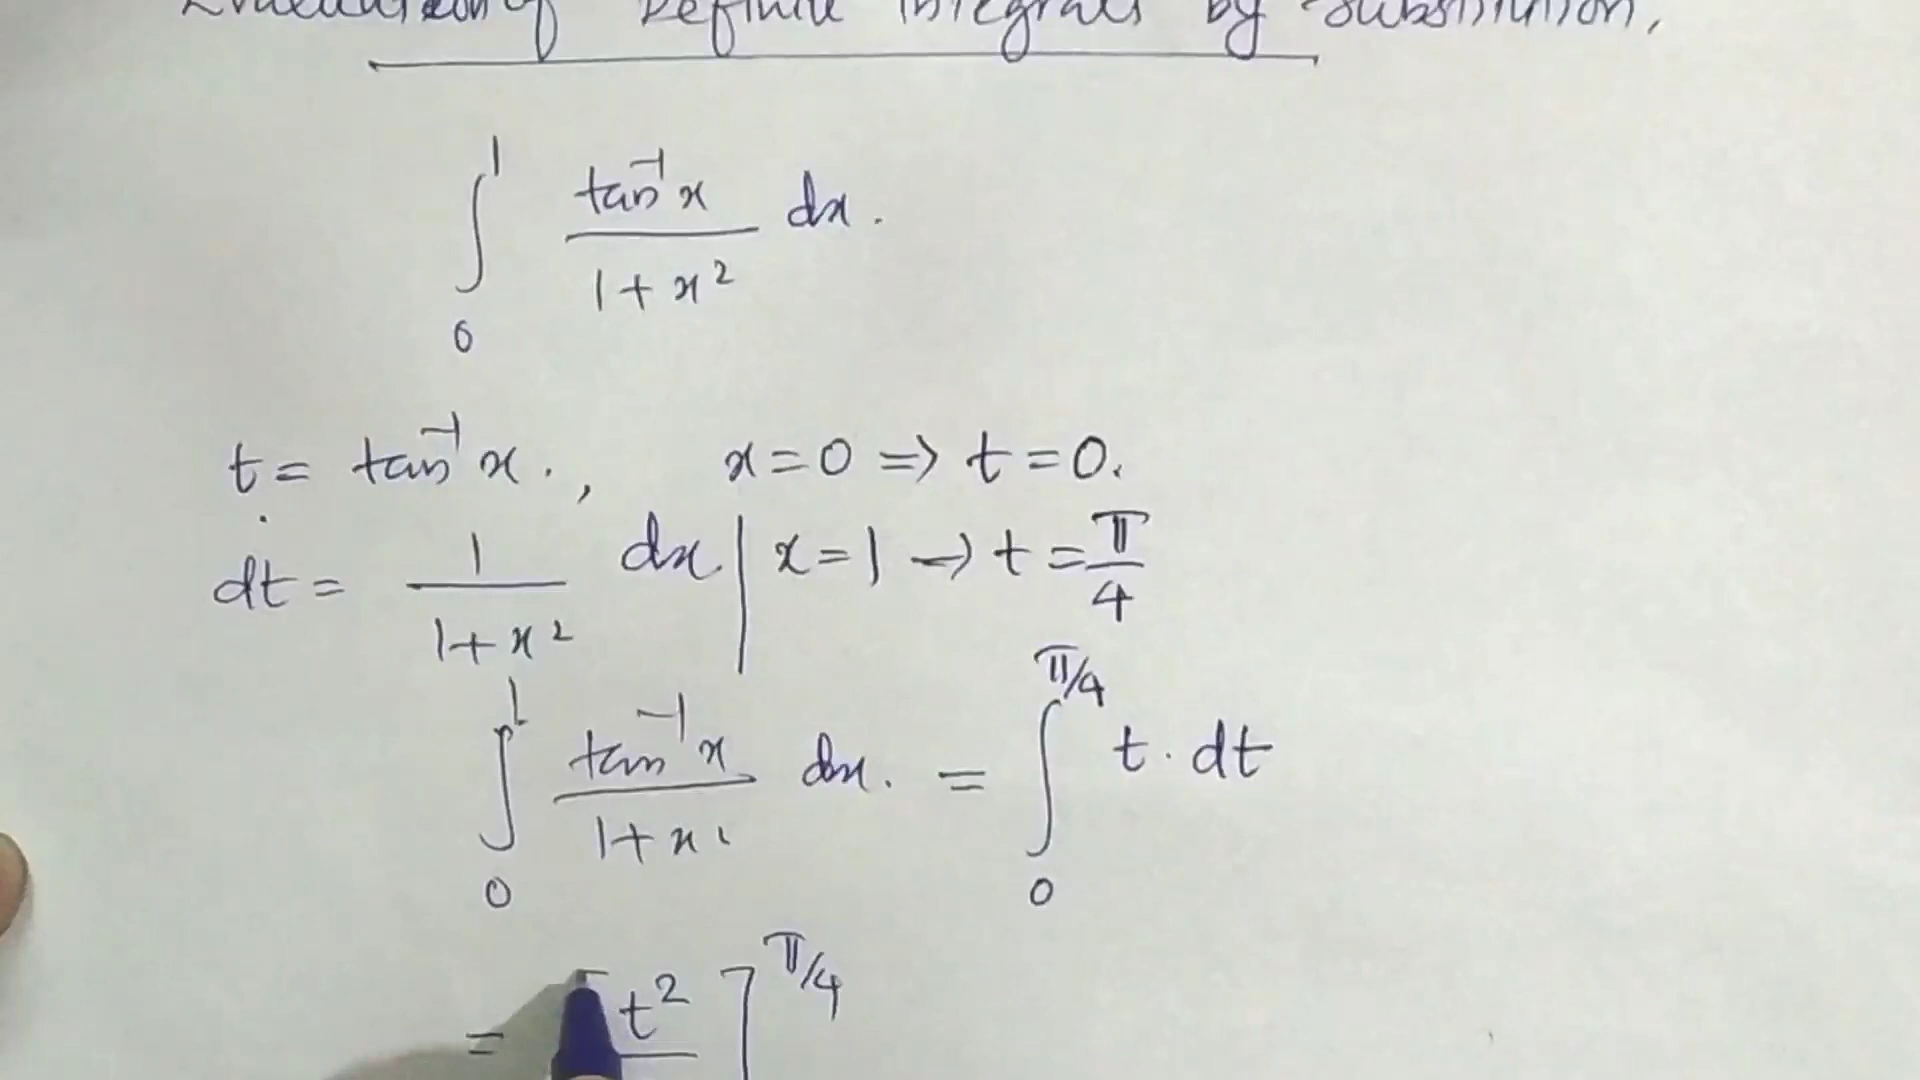 Evaluation of Definite Integrals by Substitution.
∫₀¹ tan⁻¹x / (1+x²) dx.
t = tan⁻¹x., x=0 => t=0.
dt = 1/(1+x²) dx | x=1 → t=π/4
∫₀¹ tan⁻¹x / (1+x²) dx. = ∫₀^(π/4) t. dt
= [t²/ ]^(π/4)